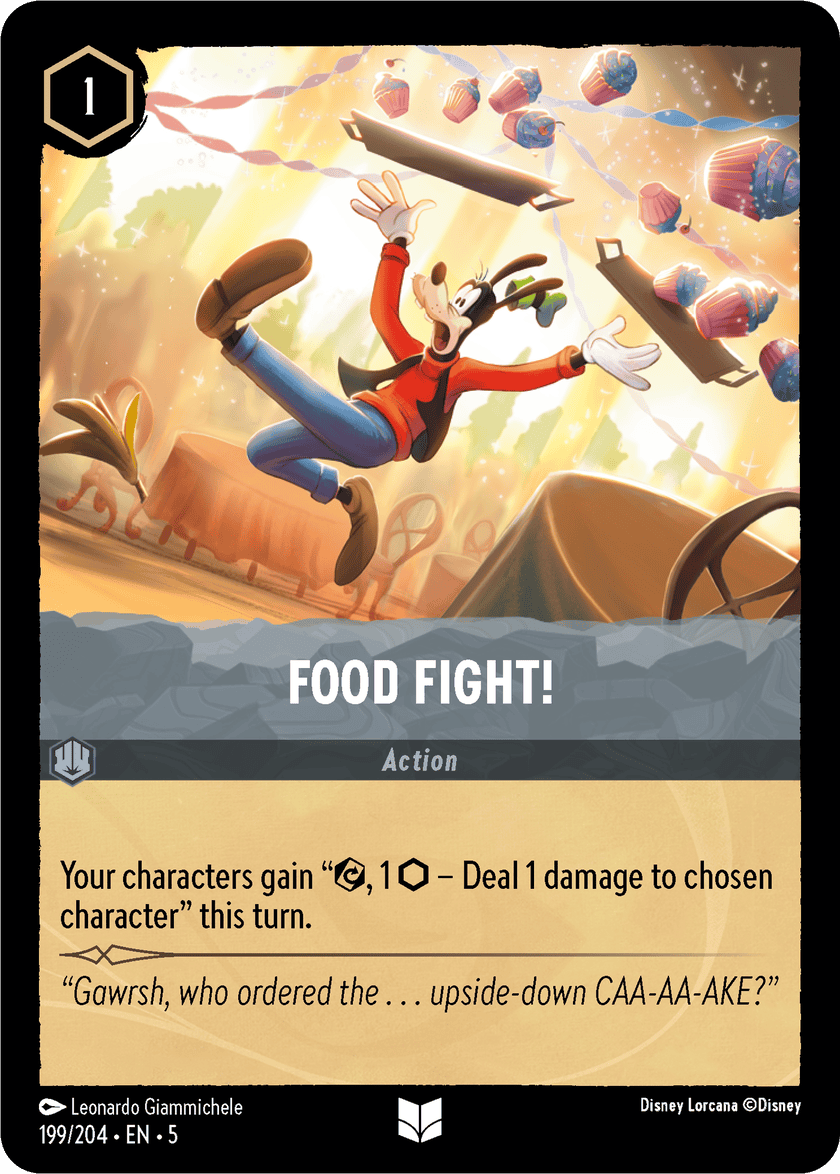 1
FOOD FIGHT!
Action
Your characters gain “⟳, 1 ⬡ – Deal 1 damage to chosen
character” this turn.
“Gawrsh, who ordered the . . . upside-down CAA-AA-AKE?”
Leonardo Giammichele
Disney Lorcana ©Disney
199/204 • EN • 5